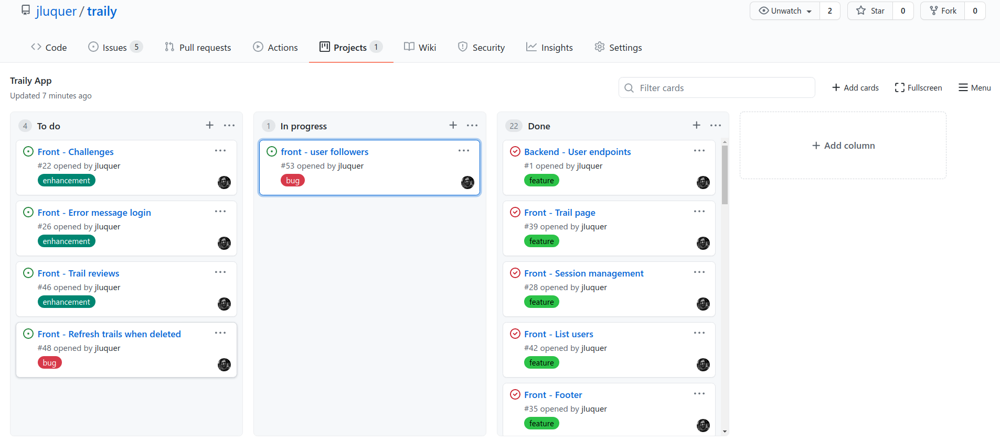 jluquer / traily
Unwatch 2
Star 0
Fork 0
Code
Issues 5
Pull requests
Actions
Projects 1
Wiki
Security
Insights
Settings
Traily App
Updated 7 minutes ago
Filter cards
Add cards
Fullscreen
Menu
4 To do
Front - Challenges
#22 opened by jluquer
enhancement
Front - Error message login
#26 opened by jluquer
enhancement
Front - Trail reviews
#46 opened by jluquer
enhancement
Front - Refresh trails when deleted
#48 opened by jluquer
bug
1 In progress
front - user followers
#53 opened by jluquer
bug
22 Done
Backend - User endpoints
#1 opened by jluquer
feature
Front - Trail page
#39 opened by jluquer
feature
Front - Session management
#28 opened by jluquer
feature
Front - List users
#42 opened by jluquer
feature
Front - Footer
#35 opened by jluquer
feature
Add column